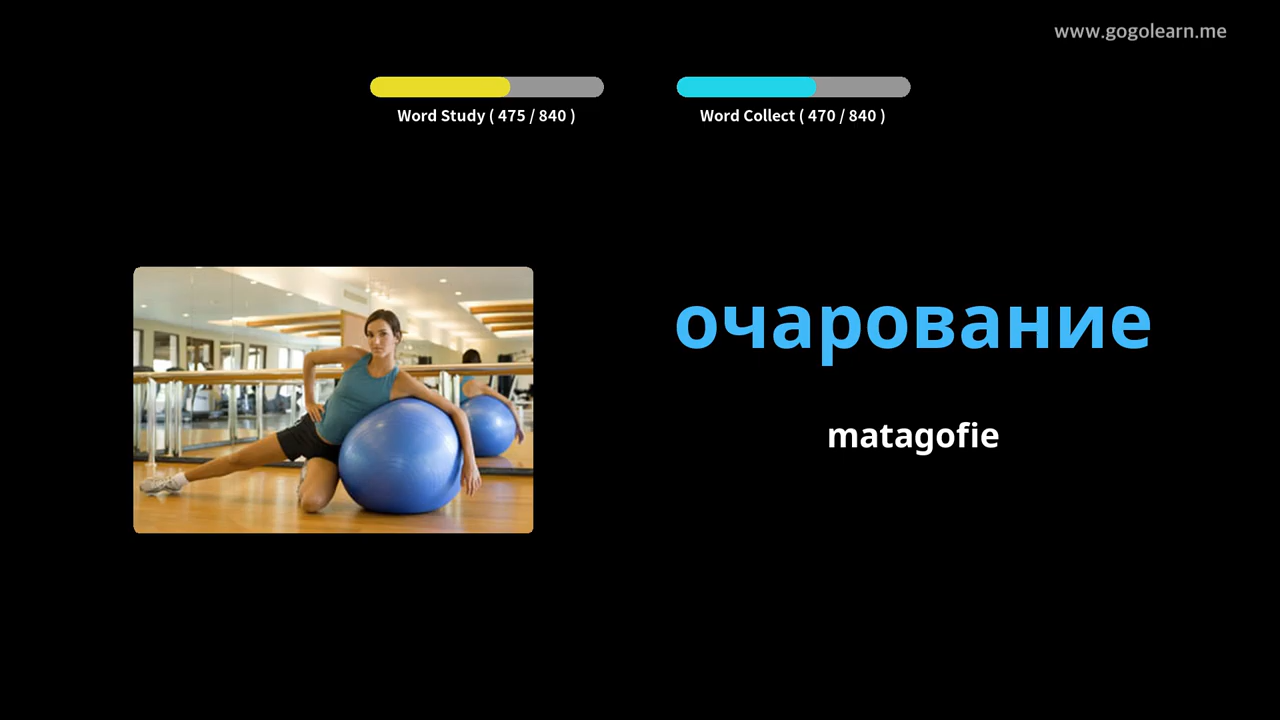 www.gogolearn.me
Word Study ( 475 / 840 )
Word Collect ( 470 / 840 )
очарование
matagofie